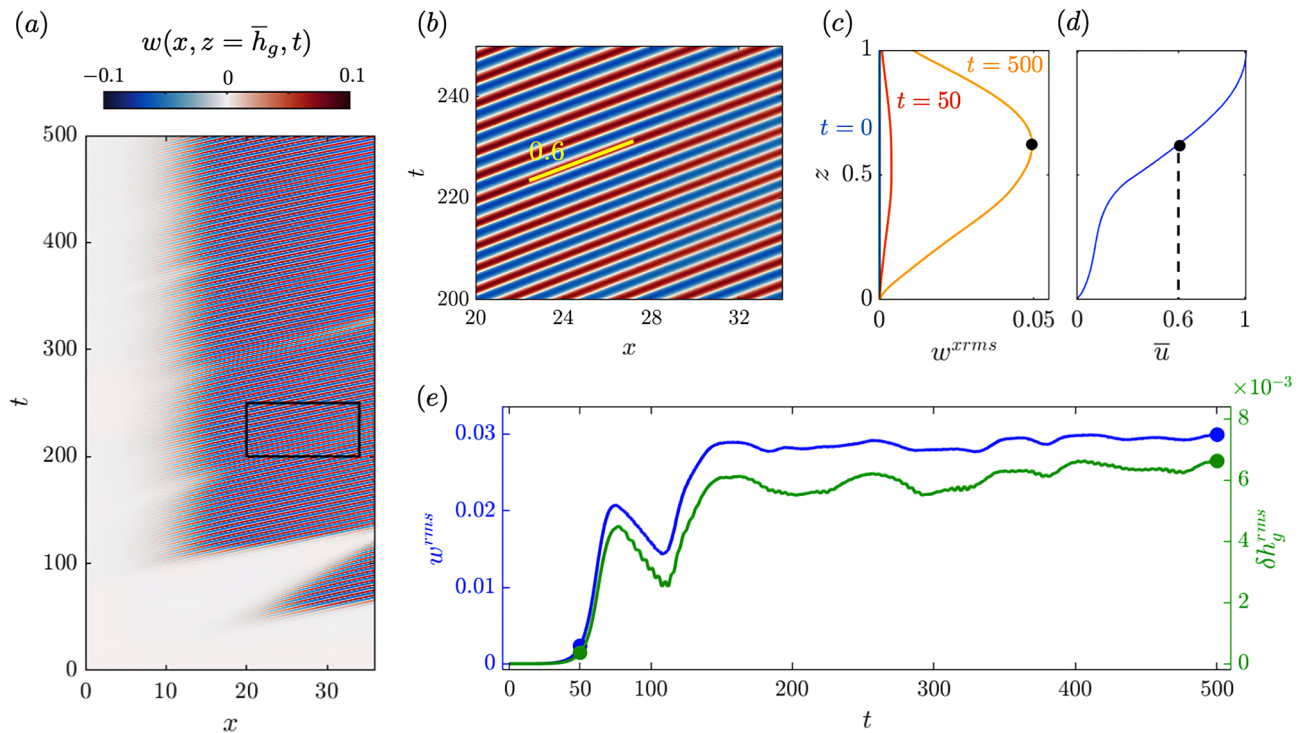 (a)
w(x, z = h̅_g, t)
−0.1 0 0.1
500
400
300
200
100
0
t
0 10 20 30
x
(b)
240
220
200
t
0.6
20 24 28 32
x
(c)
1
0.5
0
z
t = 500
t = 50
t = 0
0 0.05
w^{xrms}
(d)
0 0.6 1
u̅
(e)
0.03
0.02
0.01
0
w^{rms}
×10⁻³
8
6
4
2
0
δh_g^{rms}
0 50 100 200 300 400 500
t